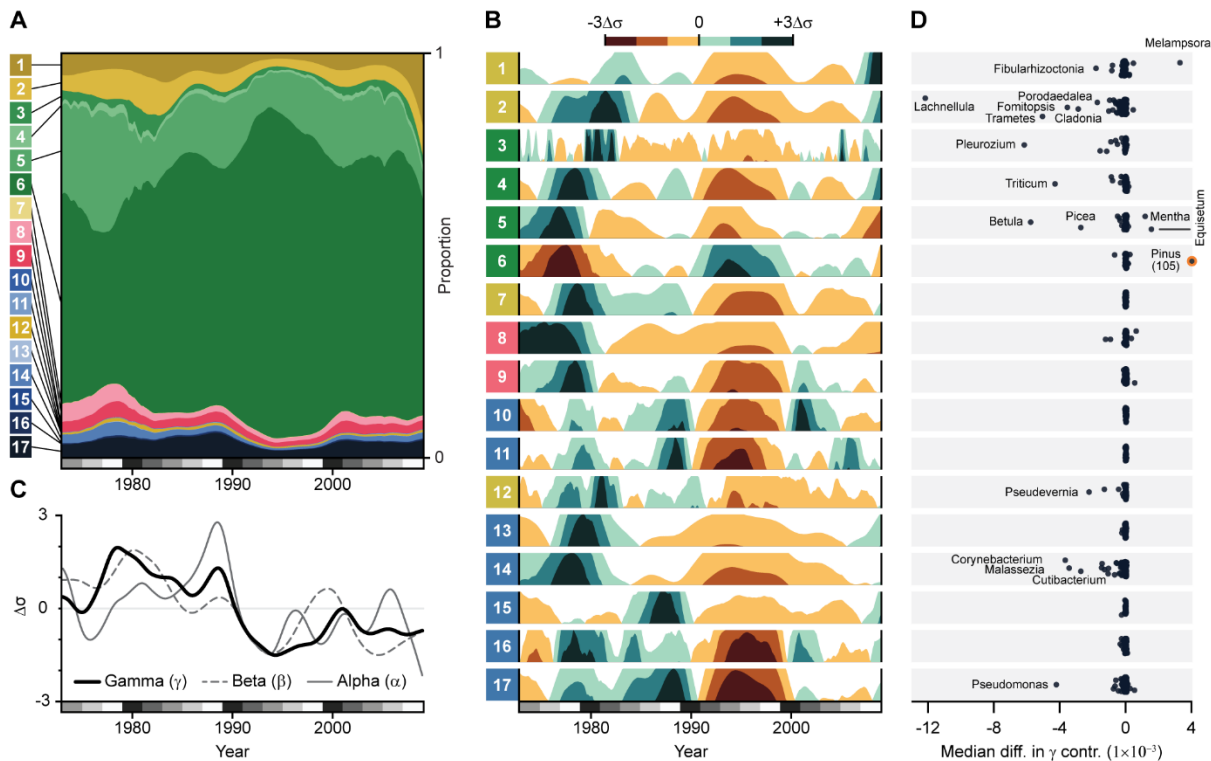 A
1
2
3
4
5
6
7
8
9
10
11
12
13
14
15
16
17
1
Proportion
0
1980
1990
2000
B
-3Δσ
0
+3Δσ
1
2
3
4
5
6
7
8
9
10
11
12
13
14
15
16
17
1980
1990
2000
Year
C
3
Δσ
0
-3
Gamma (γ)
Beta (β)
Alpha (α)
1980
1990
2000
Year
D
Melampsora
Fibularhizoctonia
Porodaedalea
Lachnellula
Fomitopsis
Trametes
Cladonia
Pleurozium
Triticum
Betula
Picea
Mentha
Equisetum
Pinus
(105)
Pseudevernia
Corynebacterium
Malassezia
Cutibacterium
Pseudomonas
-12
-8
-4
0
4
Median diff. in γ contr. (1×10⁻³)